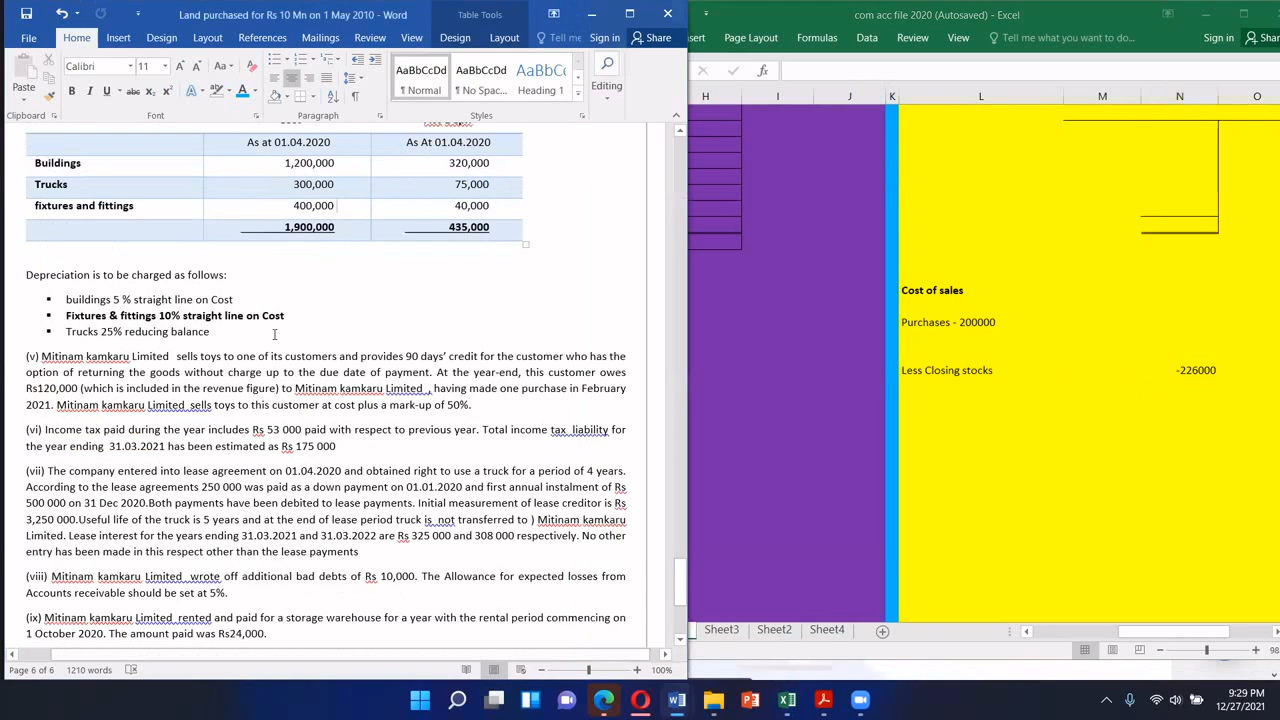 Land purchased for Rs 10 Mn on 1 May 2010 - Word
Table Tools
com acc file 2020 (Autosaved) - Excel
File Home Insert Design Layout References Mailings Review View Design Layout Tell me Sign in Share
Page Layout Formulas Data Review View Tell me what you want to do... Sign in
Paste
Calibri 11
AaBbCcDd AaBbCcDd AaBbC
¶ Normal ¶ No Spac... Heading 1
Editing
Clipboard Font Paragraph Styles
H I J K L M N O
As at 01.04.2020 As At 01.04.2020
Buildings 1,200,000 320,000
Trucks 300,000 75,000
fixtures and fittings 400,000 40,000
1,900,000 435,000
Depreciation is to be charged as follows:
buildings 5 % straight line on Cost
Fixtures & fittings 10% straight line on Cost
Trucks 25% reducing balance
(v) Mitinam kamkaru Limited sells toys to one of its customers and provides 90 days' credit for the customer who has the
option of returning the goods without charge up to the due date of payment. At the year-end, this customer owes
Rs120,000 (which is included in the revenue figure) to Mitinam kamkaru Limited , having made one purchase in February
2021. Mitinam kamkaru Limited sells toys to this customer at cost plus a mark-up of 50%.
(vi) Income tax paid during the year includes Rs 53 000 paid with respect to previous year. Total income tax liability for
the year ending 31.03.2021 has been estimated as Rs 175 000
(vii) The company entered into lease agreement on 01.04.2020 and obtained right to use a truck for a period of 4 years.
According to the lease agreements 250 000 was paid as a down payment on 01.01.2020 and first annual instalment of Rs
500 000 on 31 Dec 2020.Both payments have been debited to lease payments. Initial measurement of lease creditor is Rs
3,250 000.Useful life of the truck is 5 years and at the end of lease period truck is not transferred to ) Mitinam kamkaru
Limited. Lease interest for the years ending 31.03.2021 and 31.03.2022 are Rs 325 000 and 308 000 respectively. No other
entry has been made in this respect other than the lease payments
(viii) Mitinam kamkaru Limited wrote off additional bad debts of Rs 10,000. The Allowance for expected losses from
Accounts receivable should be set at 5%.
(ix) Mitinam kamkaru Limited rented and paid for a storage warehouse for a year with the rental period commencing on
1 October 2020. The amount paid was Rs24,000.
Cost of sales
Purchases - 200000
Less Closing stocks -226000
Sheet3 Sheet2 Sheet4
Page 6 of 6 1210 words 100%
9:29 PM
12/27/2021